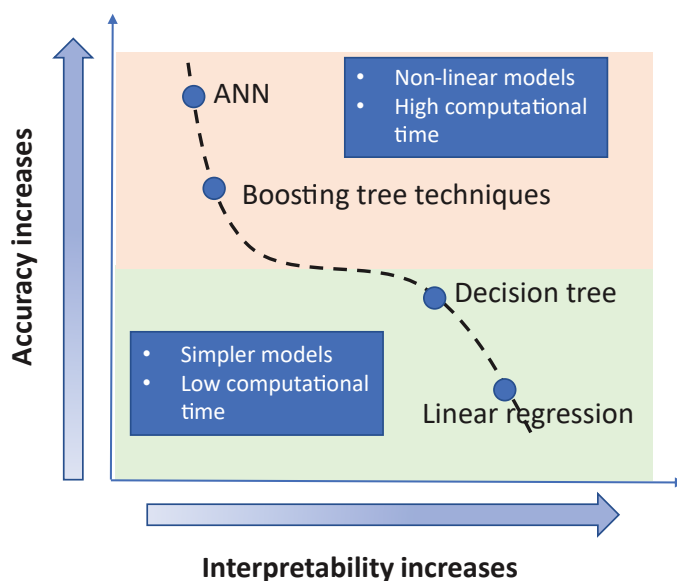 Accuracy increases
ANN
• Non-linear models
• High computational
time
Boosting tree techniques
Decision tree
• Simpler models
• Low computational
time
Linear regression
Interpretability increases